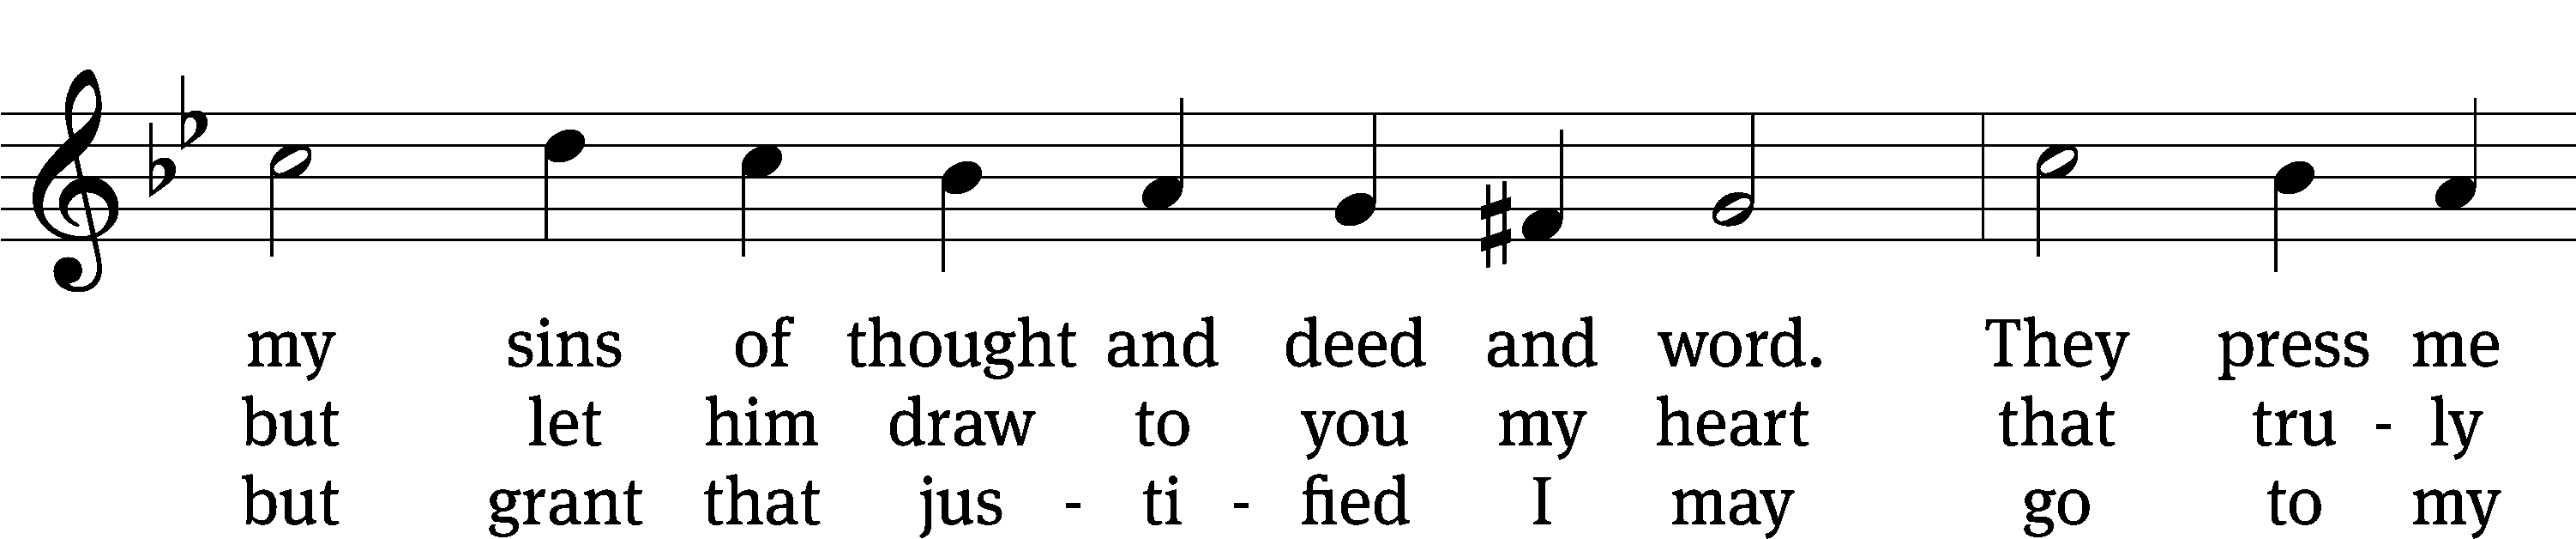 my sins of thought and deed and word. They press me
but let him draw to you my heart that tru - ly
but grant that jus - ti - fied I may go to my